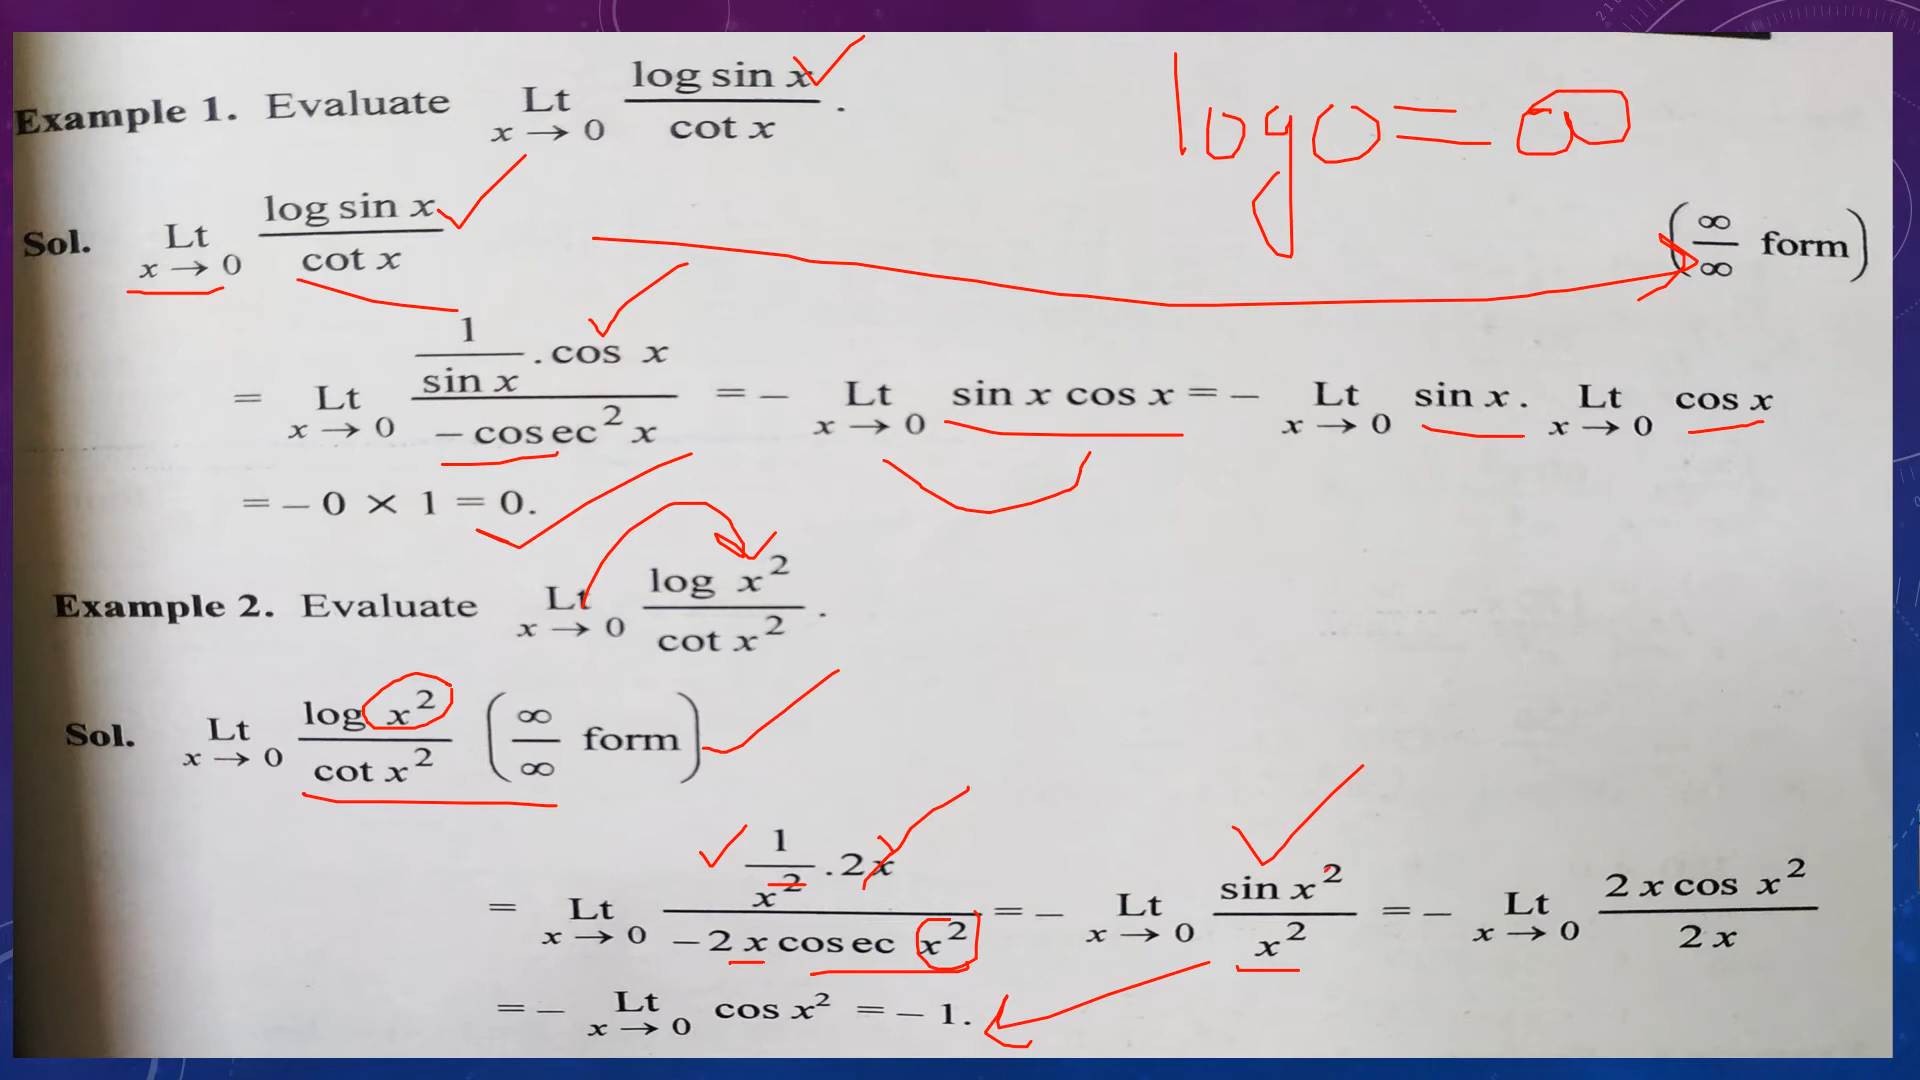 Example 1. Evaluate Lt x → 0 log sin x / cot x .
log 0 = ∞
Sol. Lt x → 0 log sin x / cot x (∞/∞ form)
= Lt x → 0 (1/sin x . cos x) / (– cosec² x) = – Lt x → 0 sin x cos x = – Lt x → 0 sin x . Lt x → 0 cos x
= – 0 × 1 = 0.
Example 2. Evaluate Lt x → 0 log x² / cot x² .
Sol. Lt x → 0 log x² / cot x² (∞/∞ form)
= Lt x → 0 (1/x² . 2x) / (– 2 x cosec x²) = – Lt x → 0 sin x² / x² = – Lt x → 0 2 x cos x² / 2 x
= – Lt x → 0 cos x² = – 1.